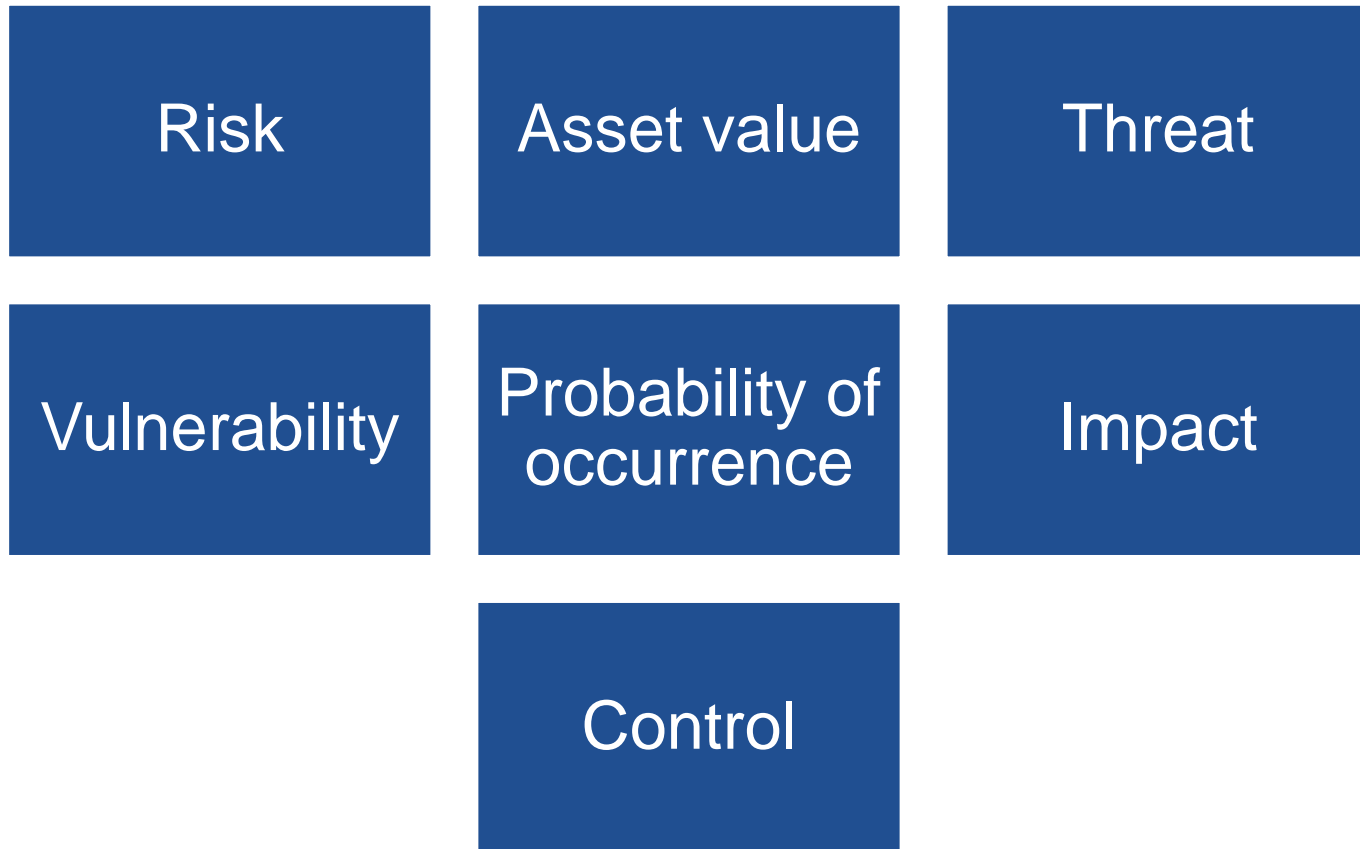 Risk
Asset value
Threat
Vulnerability
Probability of
occurrence
Impact
Control